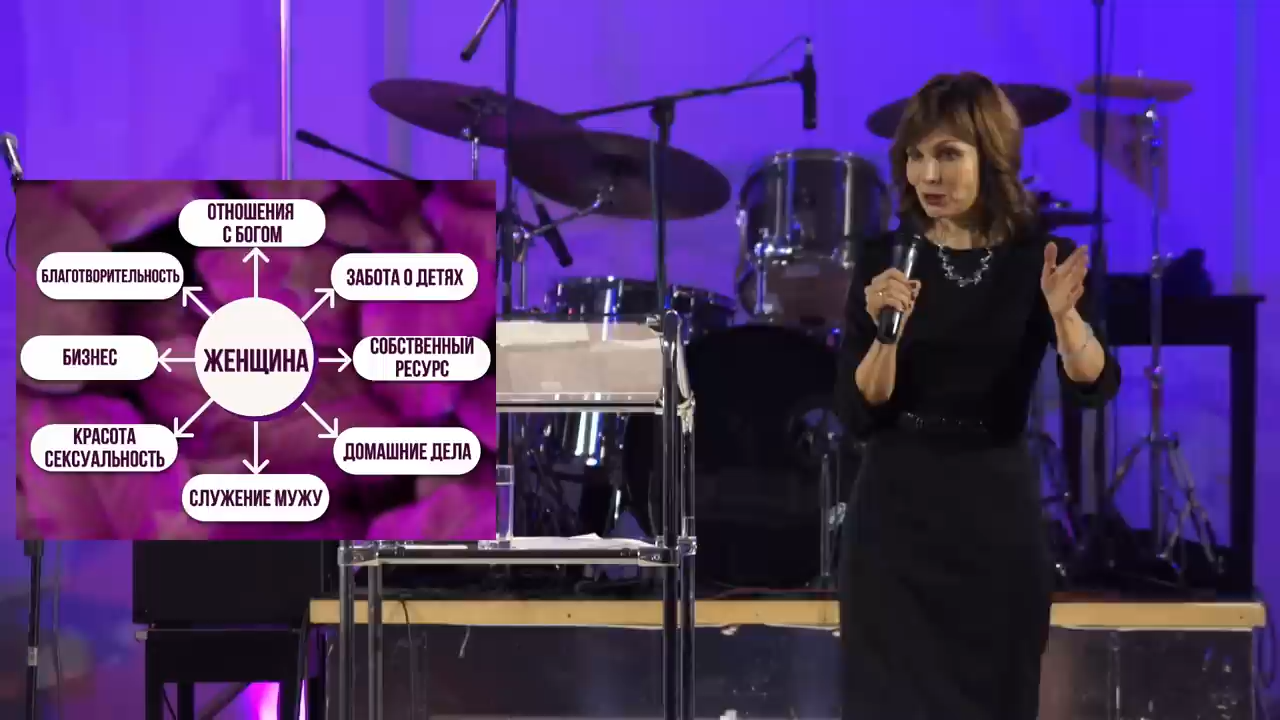 ОТНОШЕНИЯ
С БОГОМ
БЛАГОТВОРИТЕЛЬНОСТЬ
ЗАБОТА О ДЕТЯХ
БИЗНЕС
ЖЕНЩИНА
СОБСТВЕННЫЙ
РЕСУРС
КРАСОТА
СЕКСУАЛЬНОСТЬ
ДОМАШНИЕ ДЕЛА
СЛУЖЕНИЕ МУЖУ